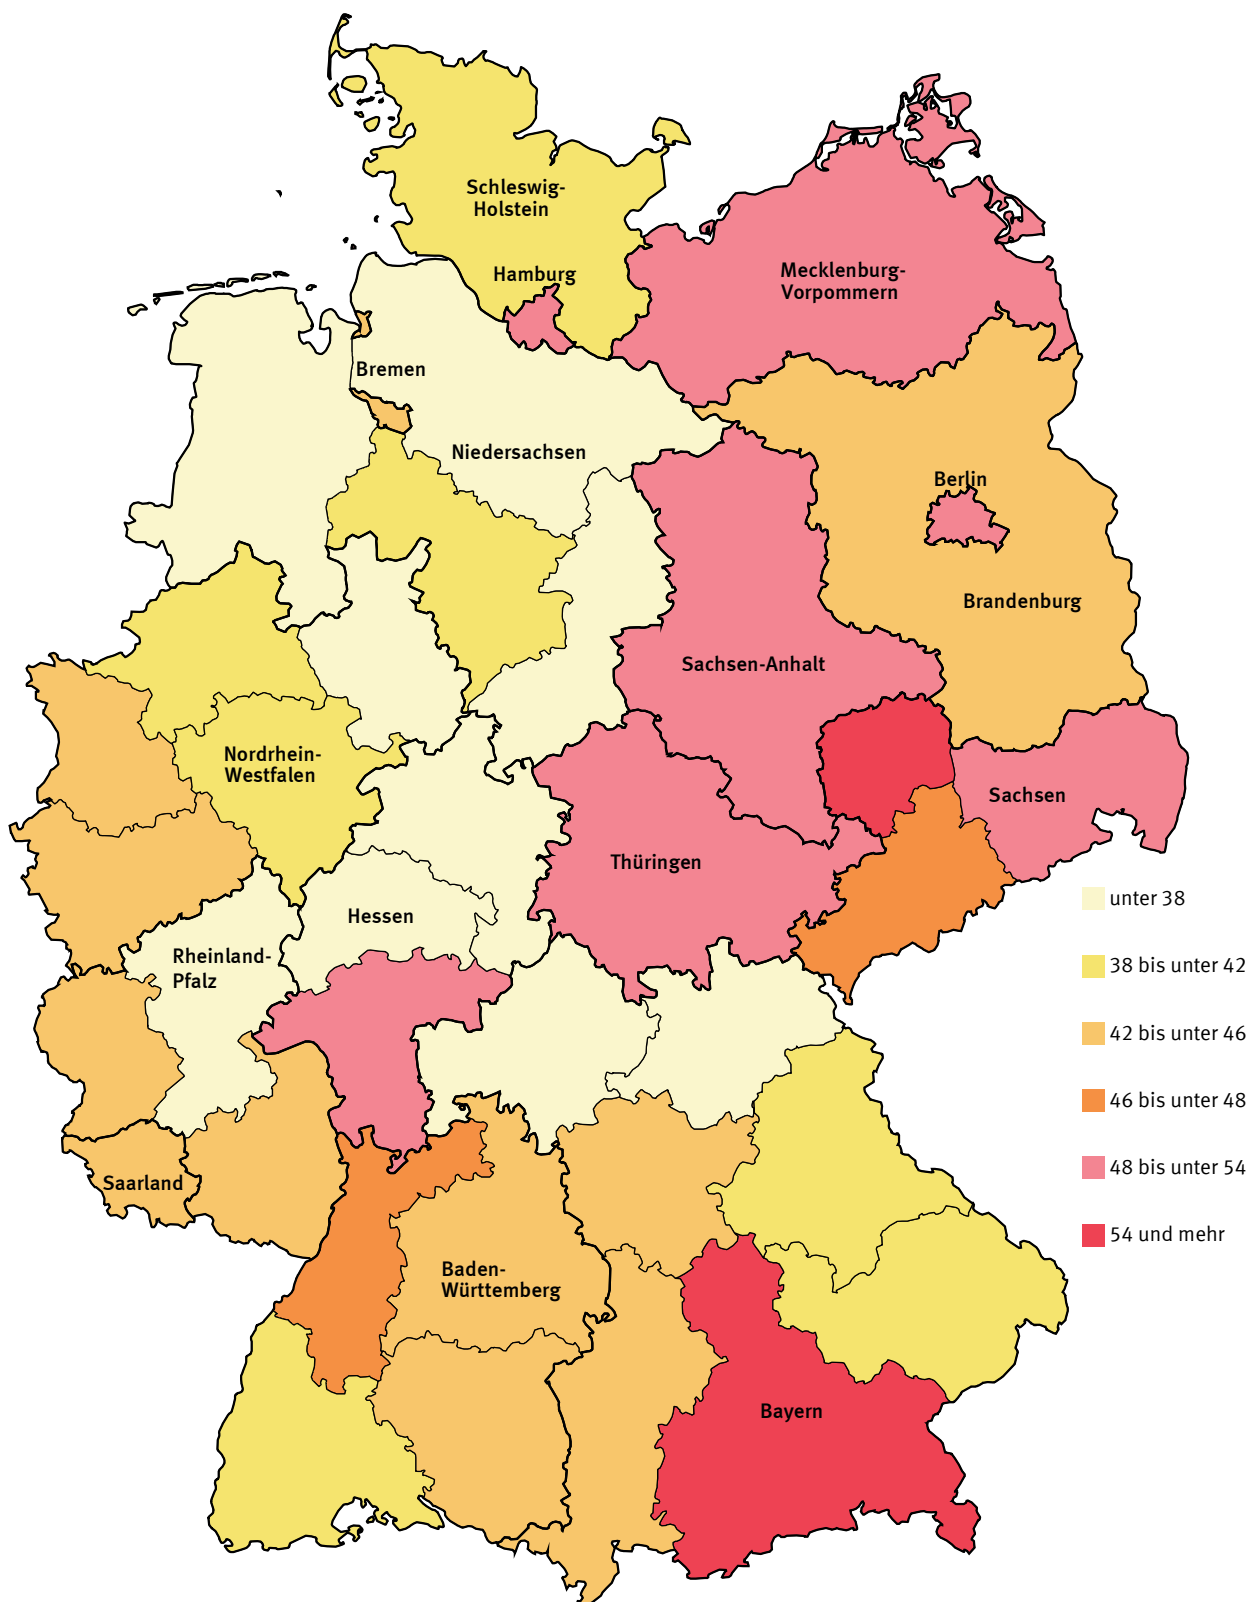 Schleswig-
Holstein
Hamburg
Mecklenburg-
Vorpommern
Bremen
Niedersachsen
Berlin
Brandenburg
Sachsen-Anhalt
Nordrhein-
Westfalen
Sachsen
Thüringen
Hessen
Rheinland-
Pfalz
Saarland
Baden-
Württemberg
Bayern
unter 38
38 bis unter 42
42 bis unter 46
46 bis unter 48
48 bis unter 54
54 und mehr